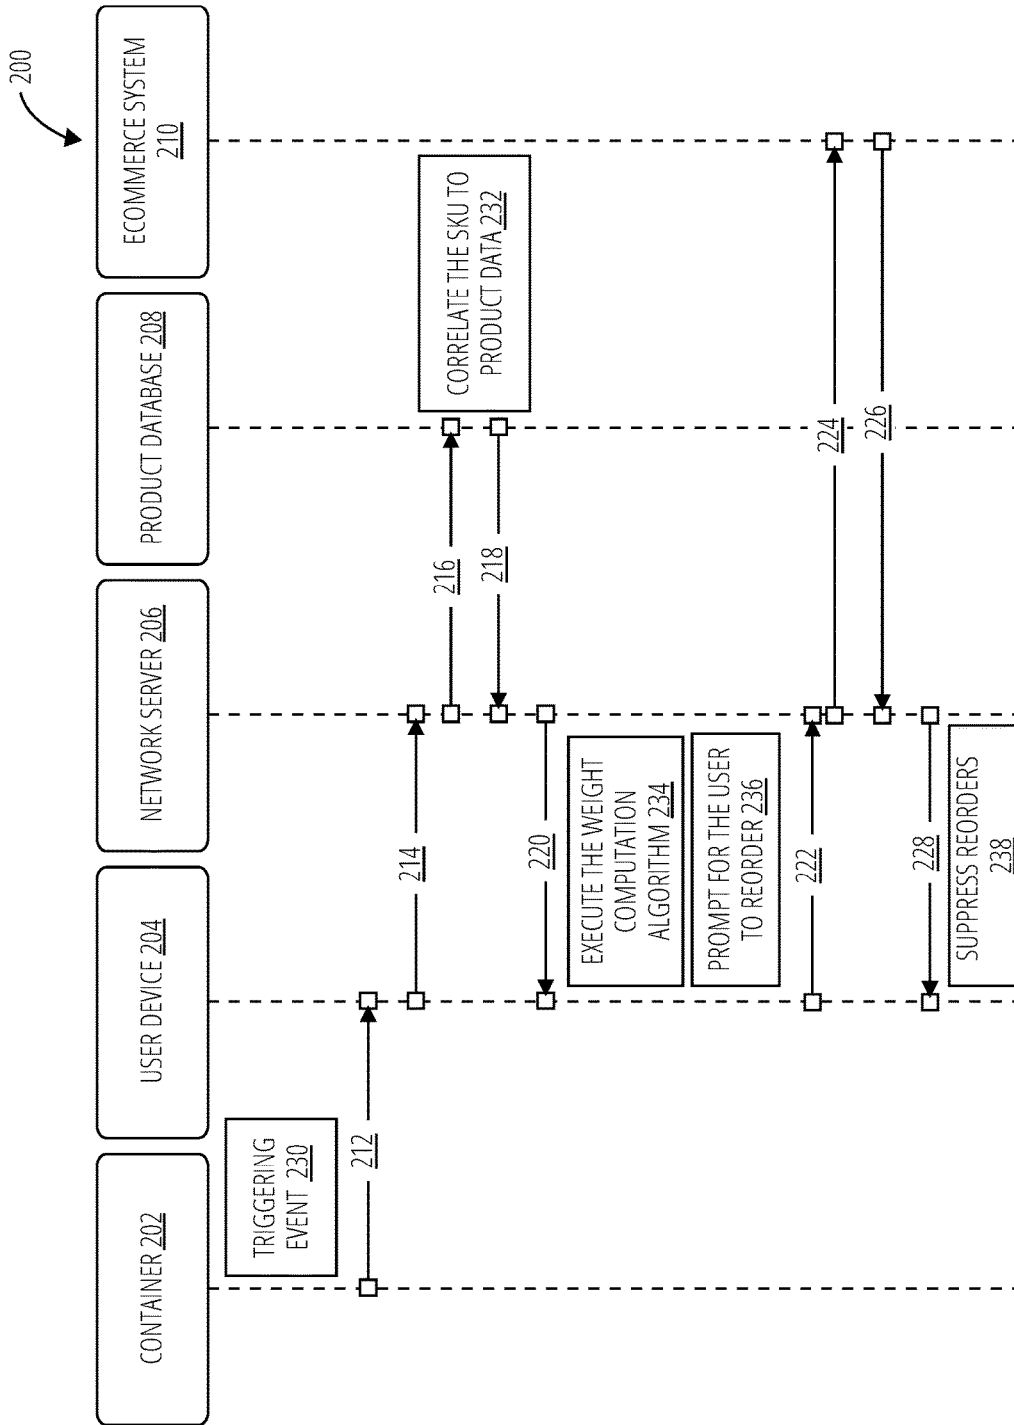 200
CONTAINER 202
USER DEVICE 204
NETWORK SERVER 206
PRODUCT DATABASE 208
ECOMMERCE SYSTEM
210
TRIGGERING
EVENT 230
212
214
216
CORRELATE THE SKU TO
PRODUCT DATA 232
218
220
EXECUTE THE WEIGHT
COMPUTATION
ALGORITHM 234
PROMPT FOR THE USER
TO REORDER 236
222
224
226
228
SUPPRESS REORDERS
238